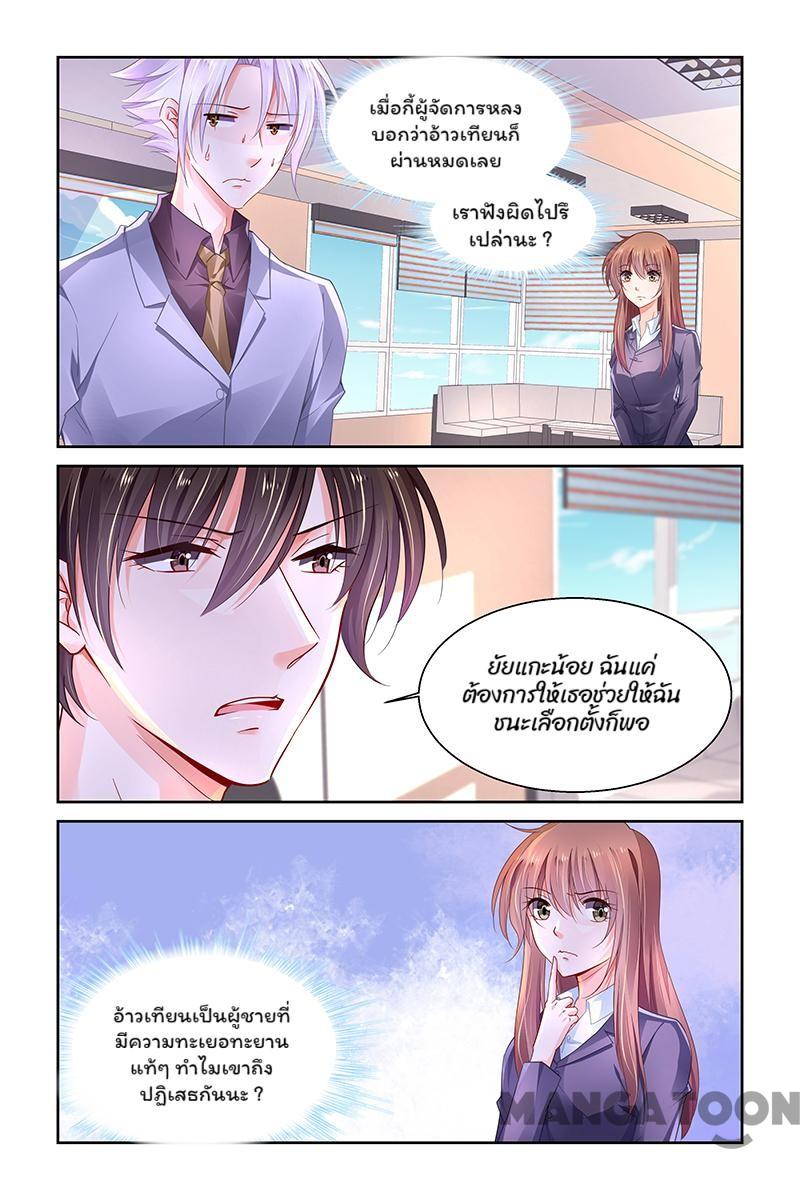 เมื่อกี้ผู้จัดการหลง
บอกว่าอ้าวเทียนก็
ผ่านหมดเลย
เราฟังผิดไปรึ
เปล่านะ ?
ยัยแกะน้อย ฉันแค่
ต้องการให้เธอช่วยให้ฉัน
ชนะเลือกตั้งก็พอ
อ้าวเทียนเป็นผู้ชายที่
มีความทะเยอทะยาน
แท้ๆ ทำไมเขาถึง
ปฏิเสธกันนะ ?
MANGATOON